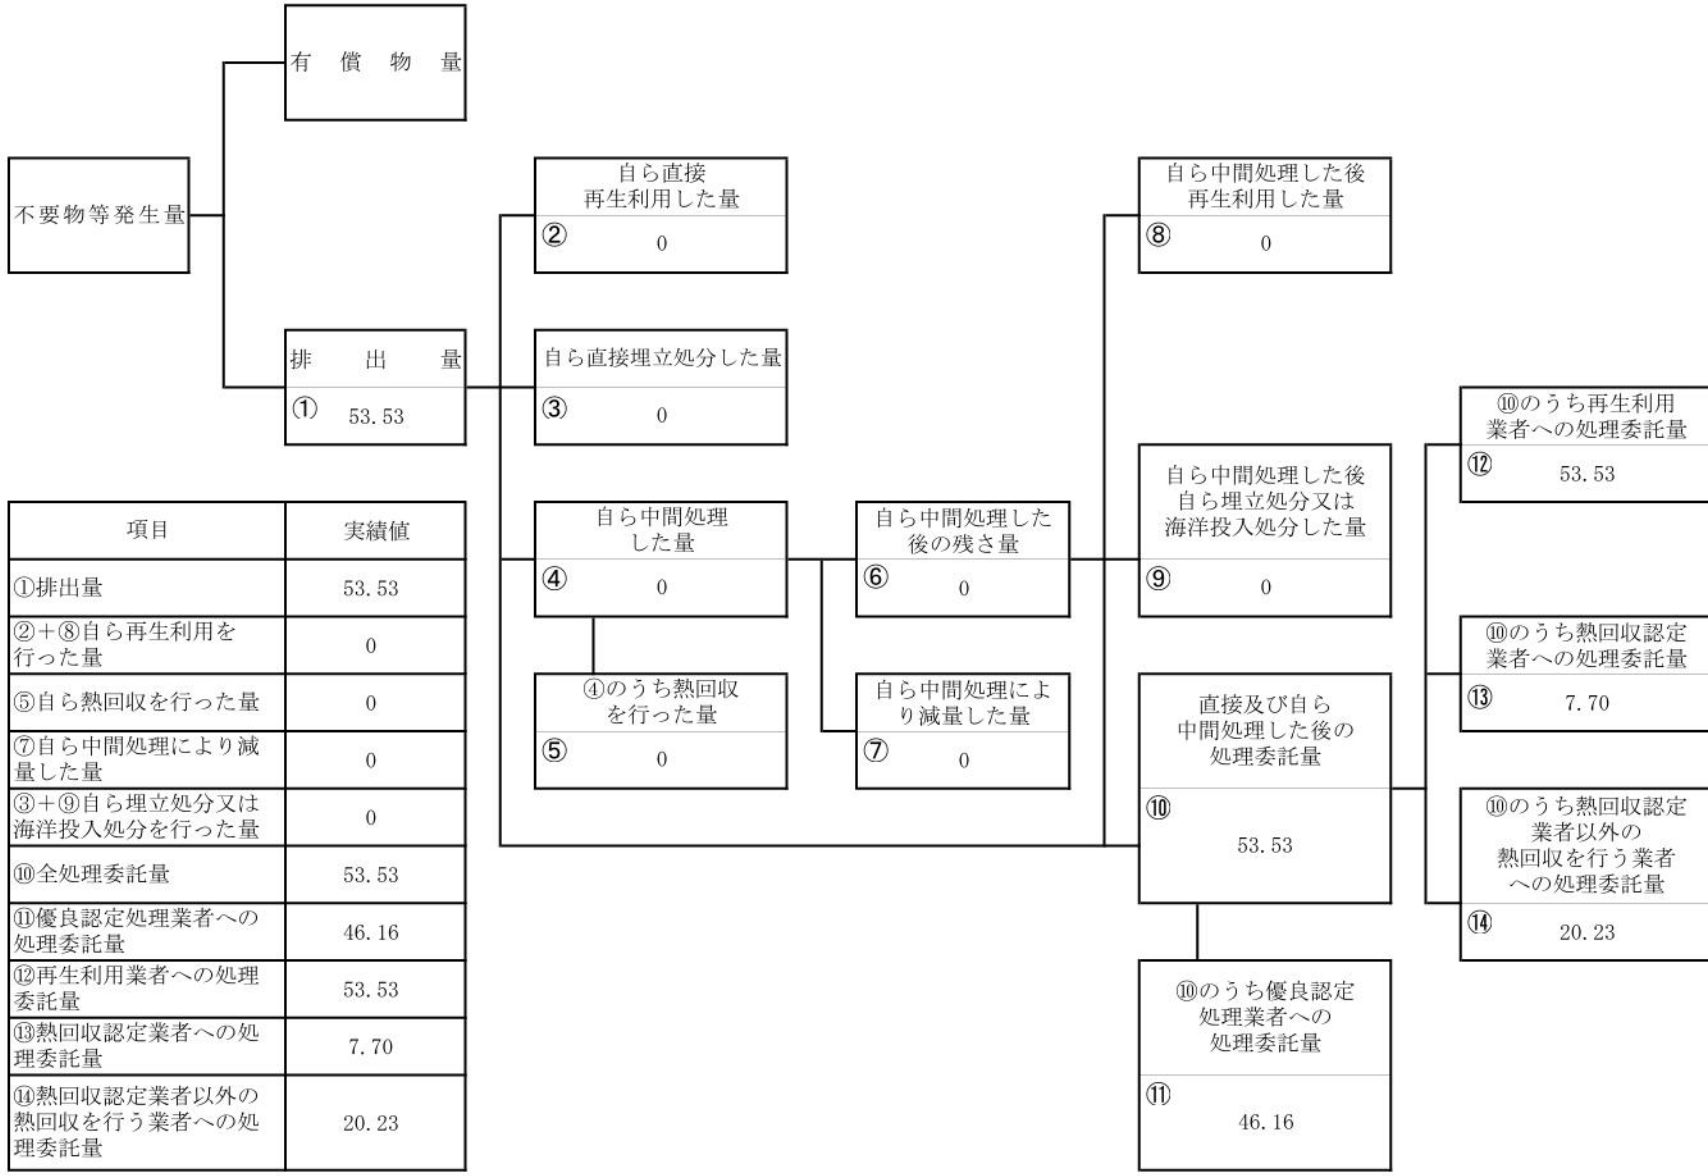 有償物量
不要物等発生量
排出量
① 53.53
自ら直接
再生利用した量
② 0
自ら直接埋立処分した量
③ 0
自ら中間処理
した量
④ 0
④のうち熱回収
を行った量
⑤ 0
自ら中間処理した
後の残さ量
⑥ 0
自ら中間処理によ
り減量した量
⑦ 0
自ら中間処理した後
再生利用した量
⑧ 0
自ら中間処理した後
自ら埋立処分又は
海洋投入処分した量
⑨ 0
直接及び自ら
中間処理した後の
処理委託量
⑩
53.53
⑩のうち優良認定
処理業者への
処理委託量
⑪
46.16
⑩のうち再生利用
業者への処理委託量
⑫ 53.53
⑩のうち熱回収認定
業者への処理委託量
⑬ 7.70
⑩のうち熱回収認定
業者以外の
熱回収を行う業者
への処理委託量
⑭ 20.23
項目 実績値
①排出量 53.53
②+⑧自ら再生利用を
行った量 0
⑤自ら熱回収を行った量 0
⑦自ら中間処理により減
量した量 0
③+⑨自ら埋立処分又は
海洋投入処分を行った量 0
⑩全処理委託量 53.53
⑪優良認定処理業者への
処理委託量 46.16
⑫再生利用業者への処理
委託量 53.53
⑬熱回収認定業者への処
理委託量 7.70
⑭熱回収認定業者以外の
熱回収を行う業者への処
理委託量 20.23